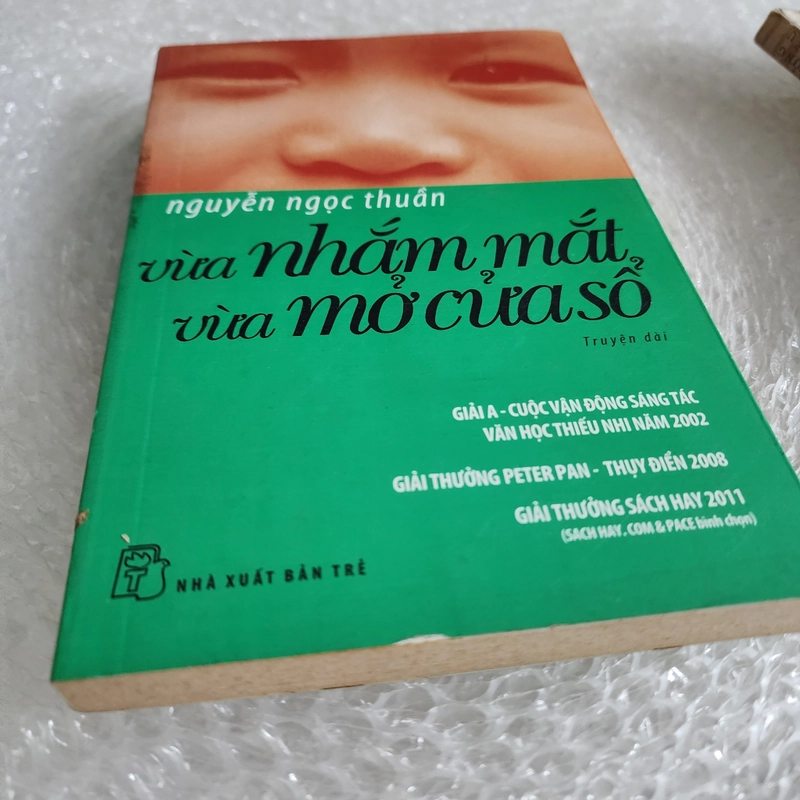 nguyễn ngọc thuần
vừa nhắm mắt
vừa mở cửa sổ
Truyện dài
GIẢI A - CUỘC VẬN ĐỘNG SÁNG TÁC
VĂN HỌC THIẾU NHI NĂM 2002
GIẢI THƯỞNG PETER PAN - THỤY ĐIỂN 2008
GIẢI THƯỞNG SÁCH HAY 2011
(SACH HAY.COM & PACE bình chọn)
T
NHÀ XUẤT BẢN TRẺ